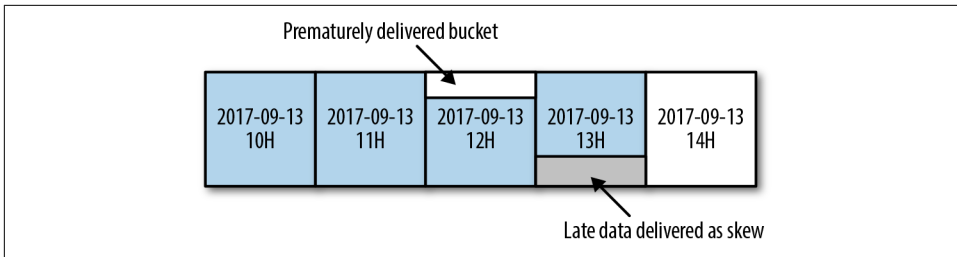 Prematurely delivered bucket
2017-09-13
10H
2017-09-13
11H
2017-09-13
12H
2017-09-13
13H
2017-09-13
14H
Late data delivered as skew